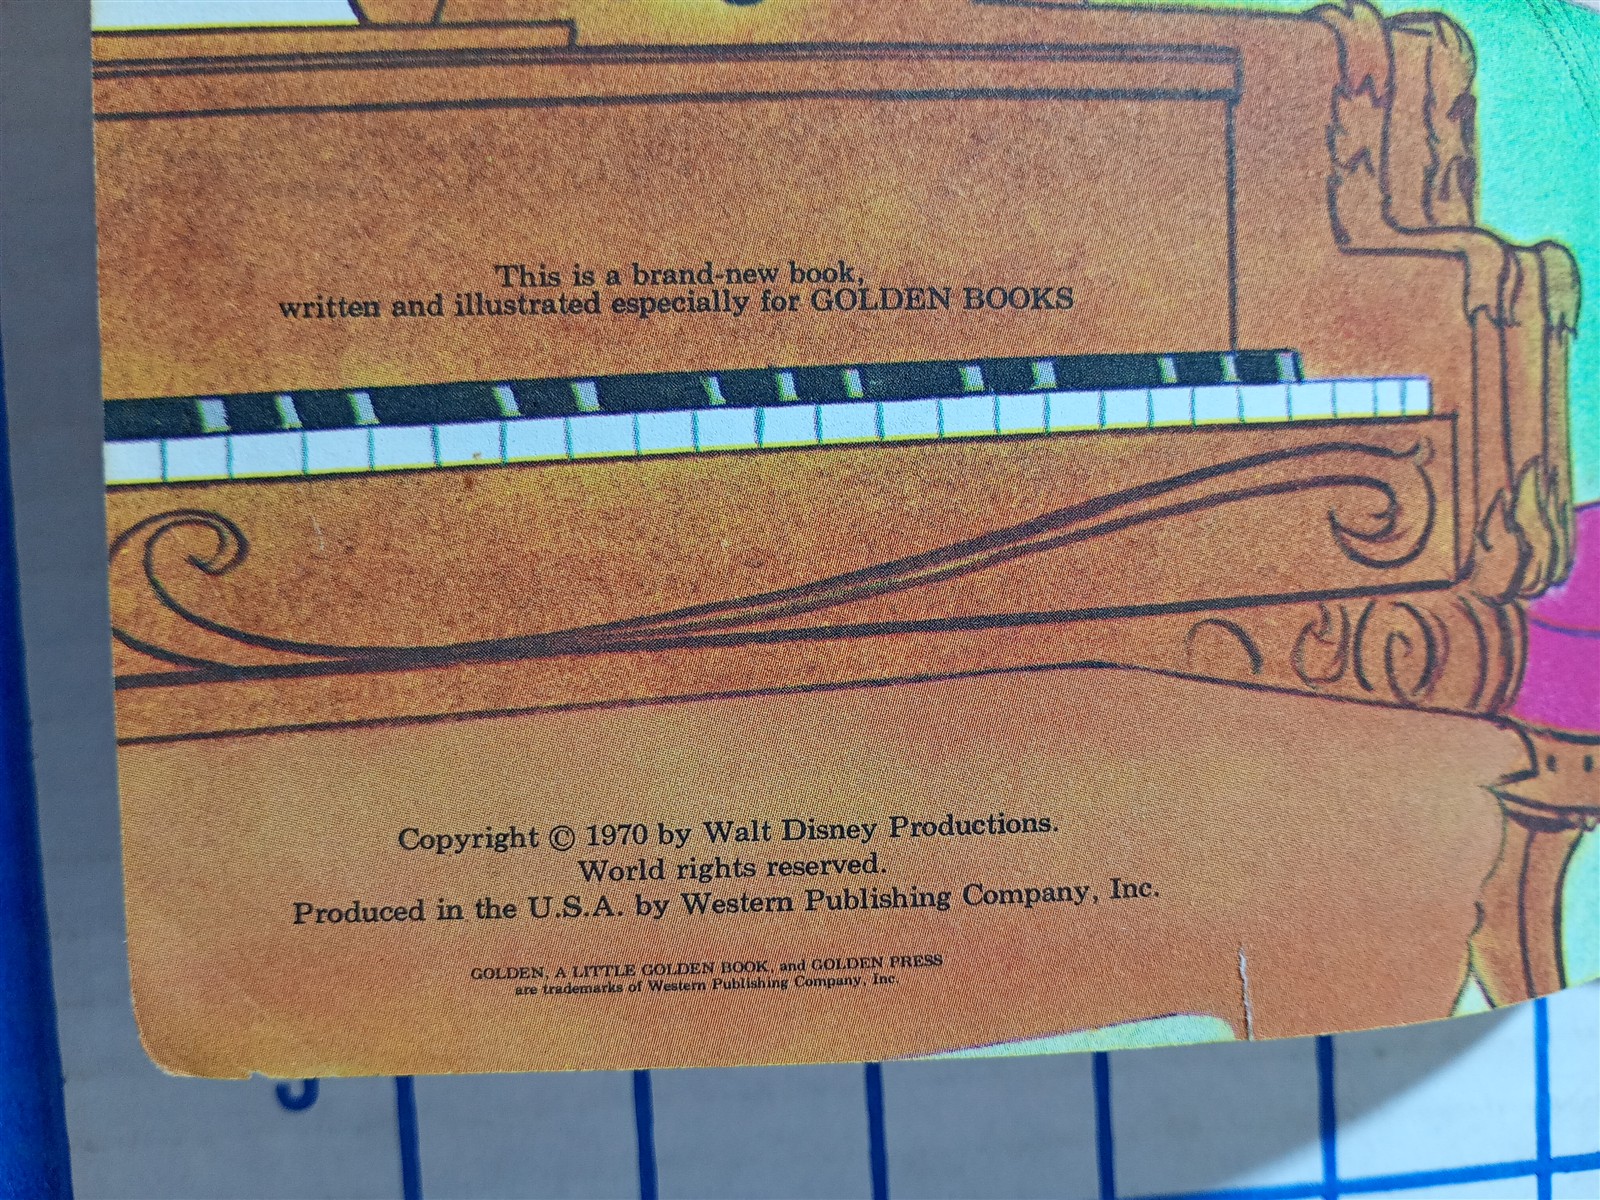 This is a brand-new book,
written and illustrated especially for GOLDEN BOOKS
Copyright © 1970 by Walt Disney Productions.
World rights reserved.
Produced in the U.S.A. by Western Publishing Company, Inc.
GOLDEN, A LITTLE GOLDEN BOOK, and GOLDEN PRESS
are trademarks of Western Publishing Company, Inc.